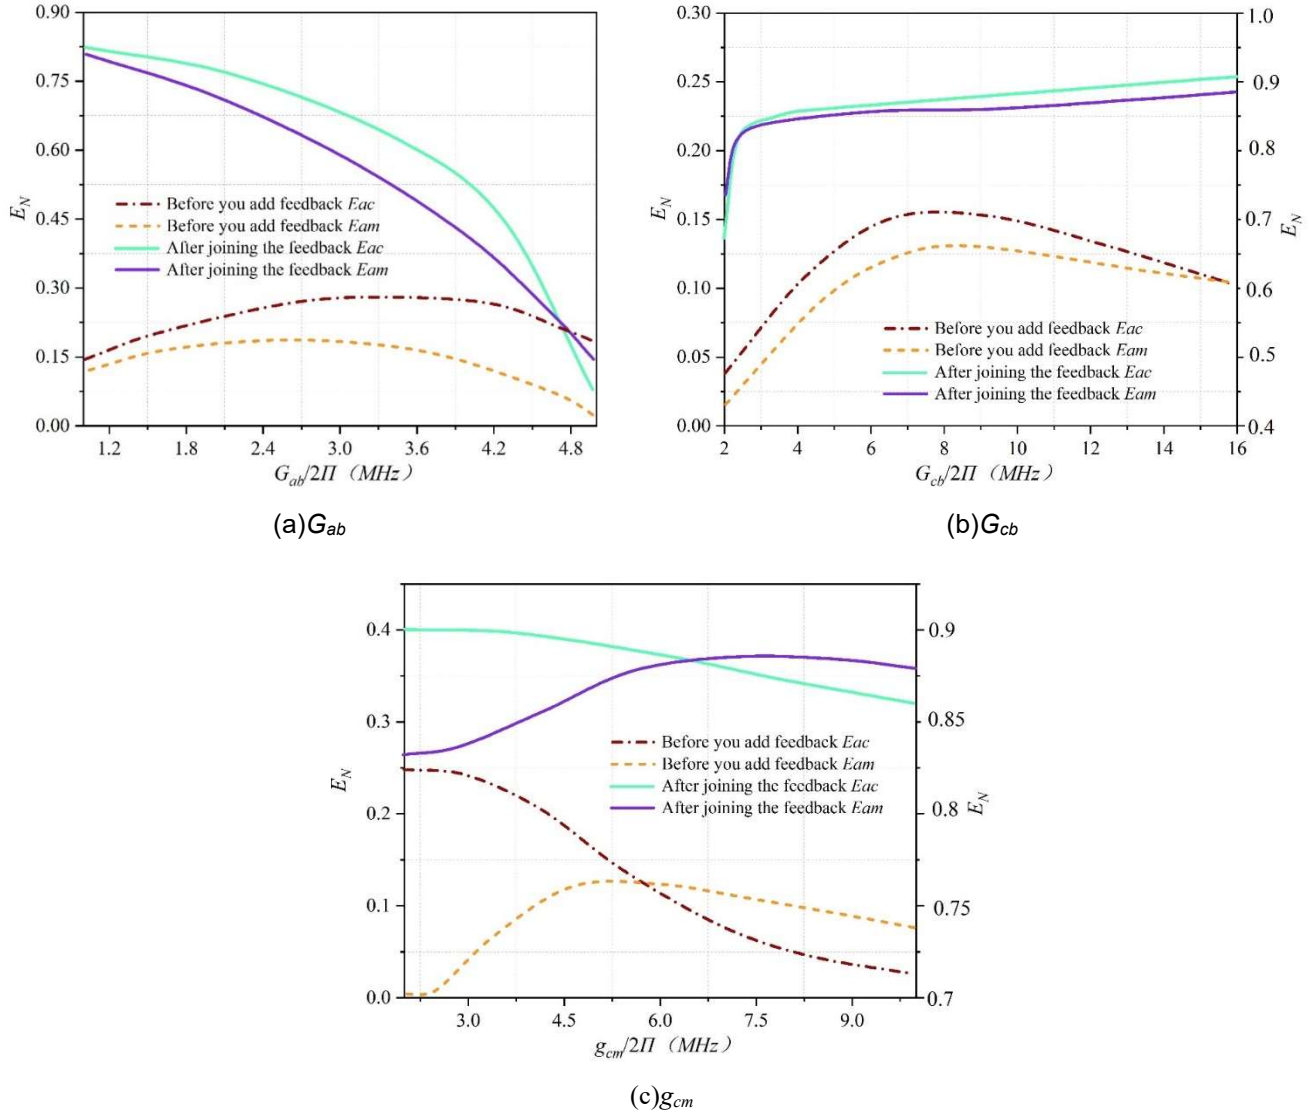 0.90
0.75
0.60
0.45
0.30
0.15
0.00
E_N
Before you add feedback Eac
Before you add feedback Eam
After joining the feedback Eac
After joining the feedback Eam
1.2 1.8 2.4 3.0 3.6 4.2 4.8
G_ab/2Π（MHz）
(a)G_ab
0.30
0.25
0.20
0.15
0.10
0.05
0.00
E_N
1.0
0.9
0.8
0.7
0.6
0.5
0.4
E_N
Before you add feedback Eac
Before you add feedback Eam
After joining the feedback Eac
After joining the feedback Eam
2 4 6 8 10 12 14 16
G_cb/2Π（MHz）
(b)G_cb
0.4
0.3
0.2
0.1
0.0
E_N
0.9
0.85
0.8
0.75
0.7
E_N
Before you add feedback Eac
Before you add feedback Eam
After joining the feedback Eac
After joining the feedback Eam
3.0 4.5 6.0 7.5 9.0
g_cm/2Π（MHz）
(c)g_cm